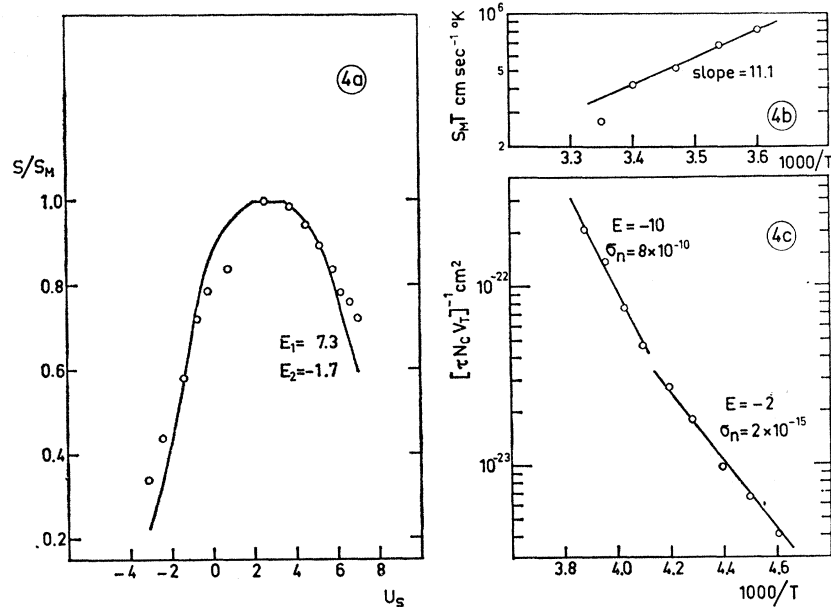 4a
S/S_M
1.0
0.8
0.6
0.4
0.2
E₁ = 7.3
E₂=-1.7
-4 -2 0 2 4 6 8
U_S
S_MT cm sec⁻¹ °K
10⁶
5
2
slope = 11.1
4b
3.3 3.4 3.5 3.6 1000/T
[τ N_C V_T]⁻¹ cm²
10⁻²²
10⁻²³
4c
E = -10
σₙ= 8×10⁻¹⁰
E = -2
σₙ= 2×10⁻¹⁵
3.8 4.0 4.2 4.4 4.6
1000/T